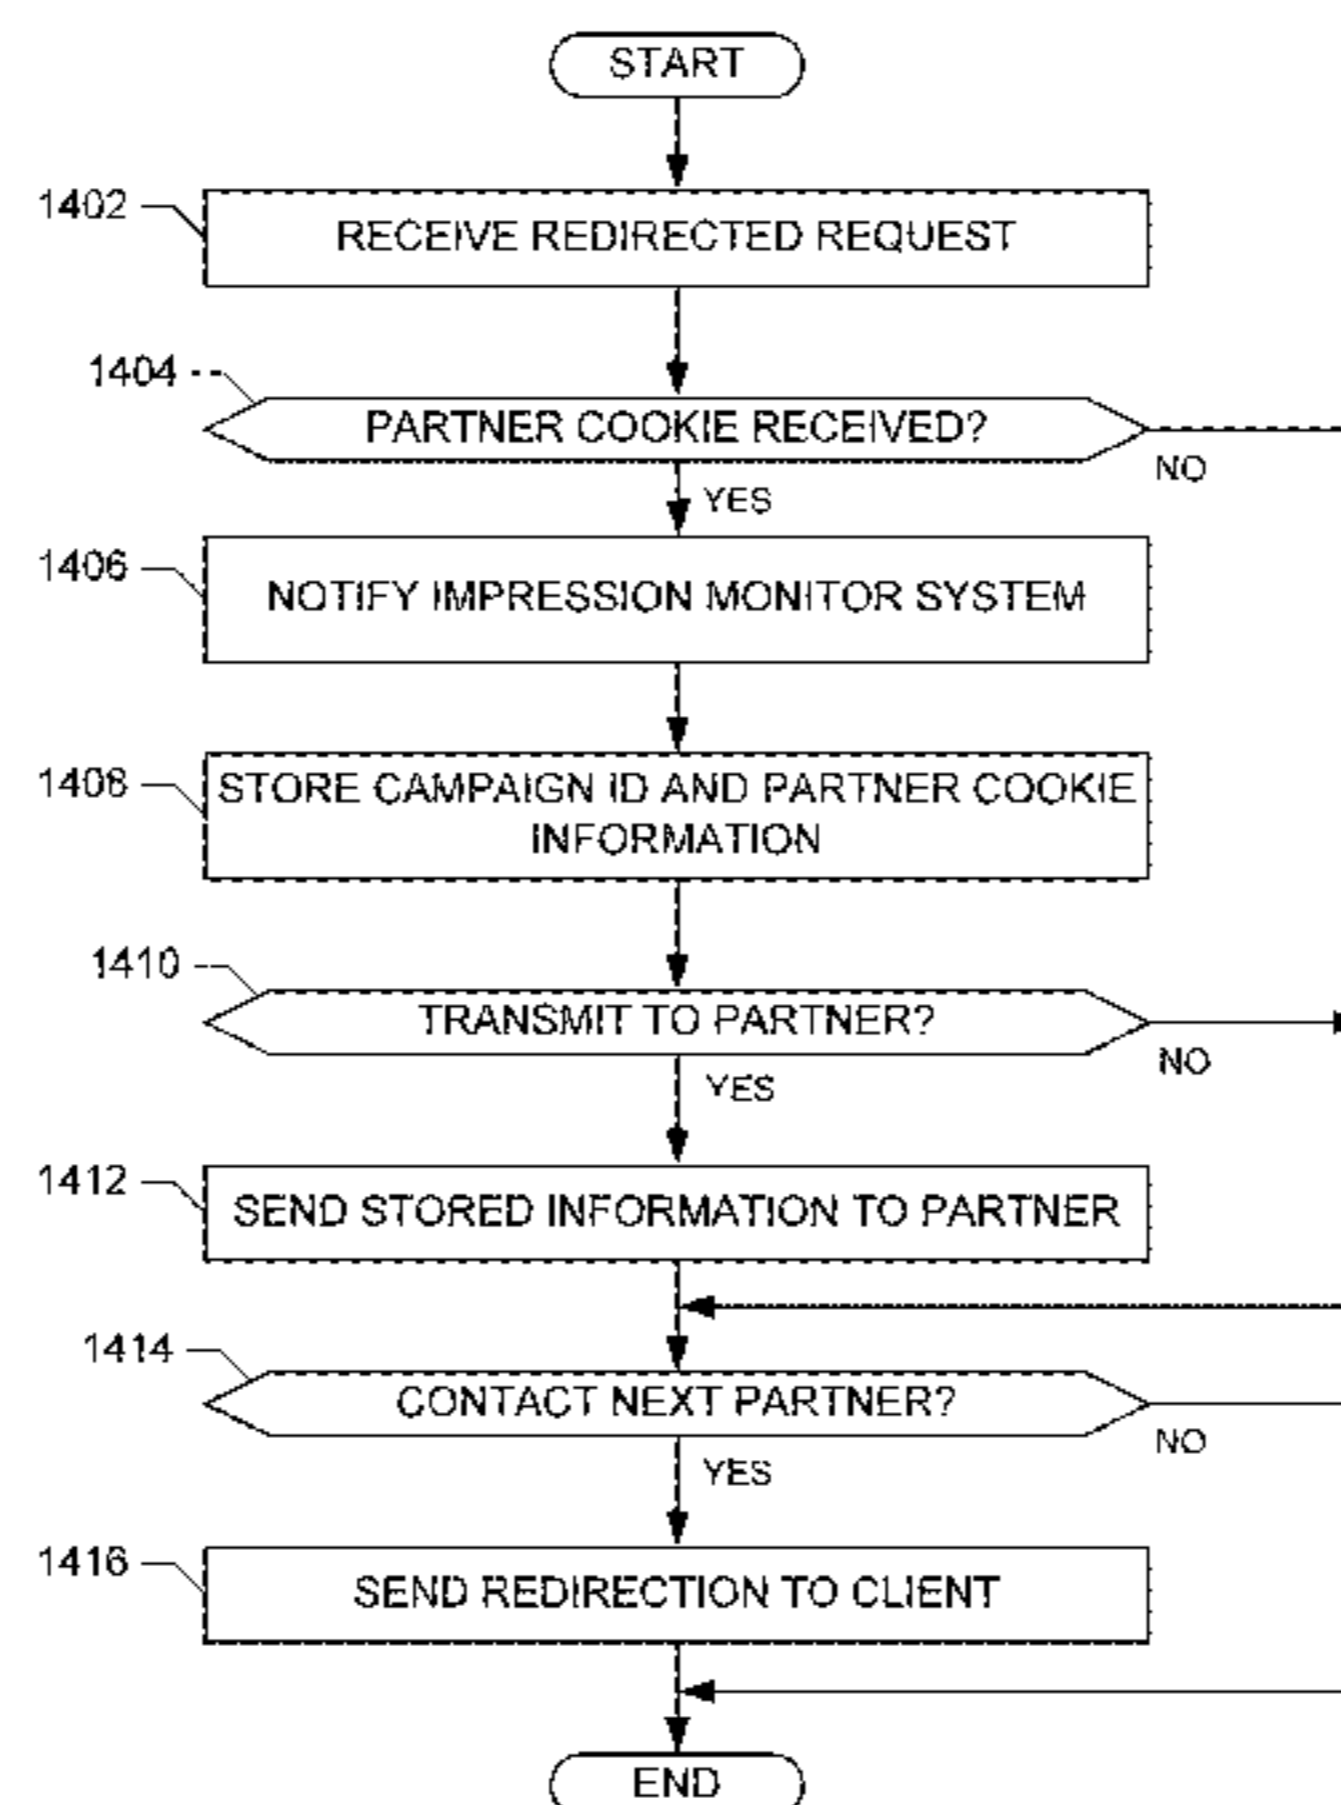 START
1402
RECEIVE REDIRECTED REQUEST
1404
PARTNER COOKIE RECEIVED?
NO
YES
1406
NOTIFY IMPRESSION MONITOR SYSTEM
1408
STORE CAMPAIGN ID AND PARTNER COOKIE
INFORMATION
1410
TRANSMIT TO PARTNER?
NO
YES
1412
SEND STORED INFORMATION TO PARTNER
1414
CONTACT NEXT PARTNER?
NO
YES
1416
SEND REDIRECTION TO CLIENT
END